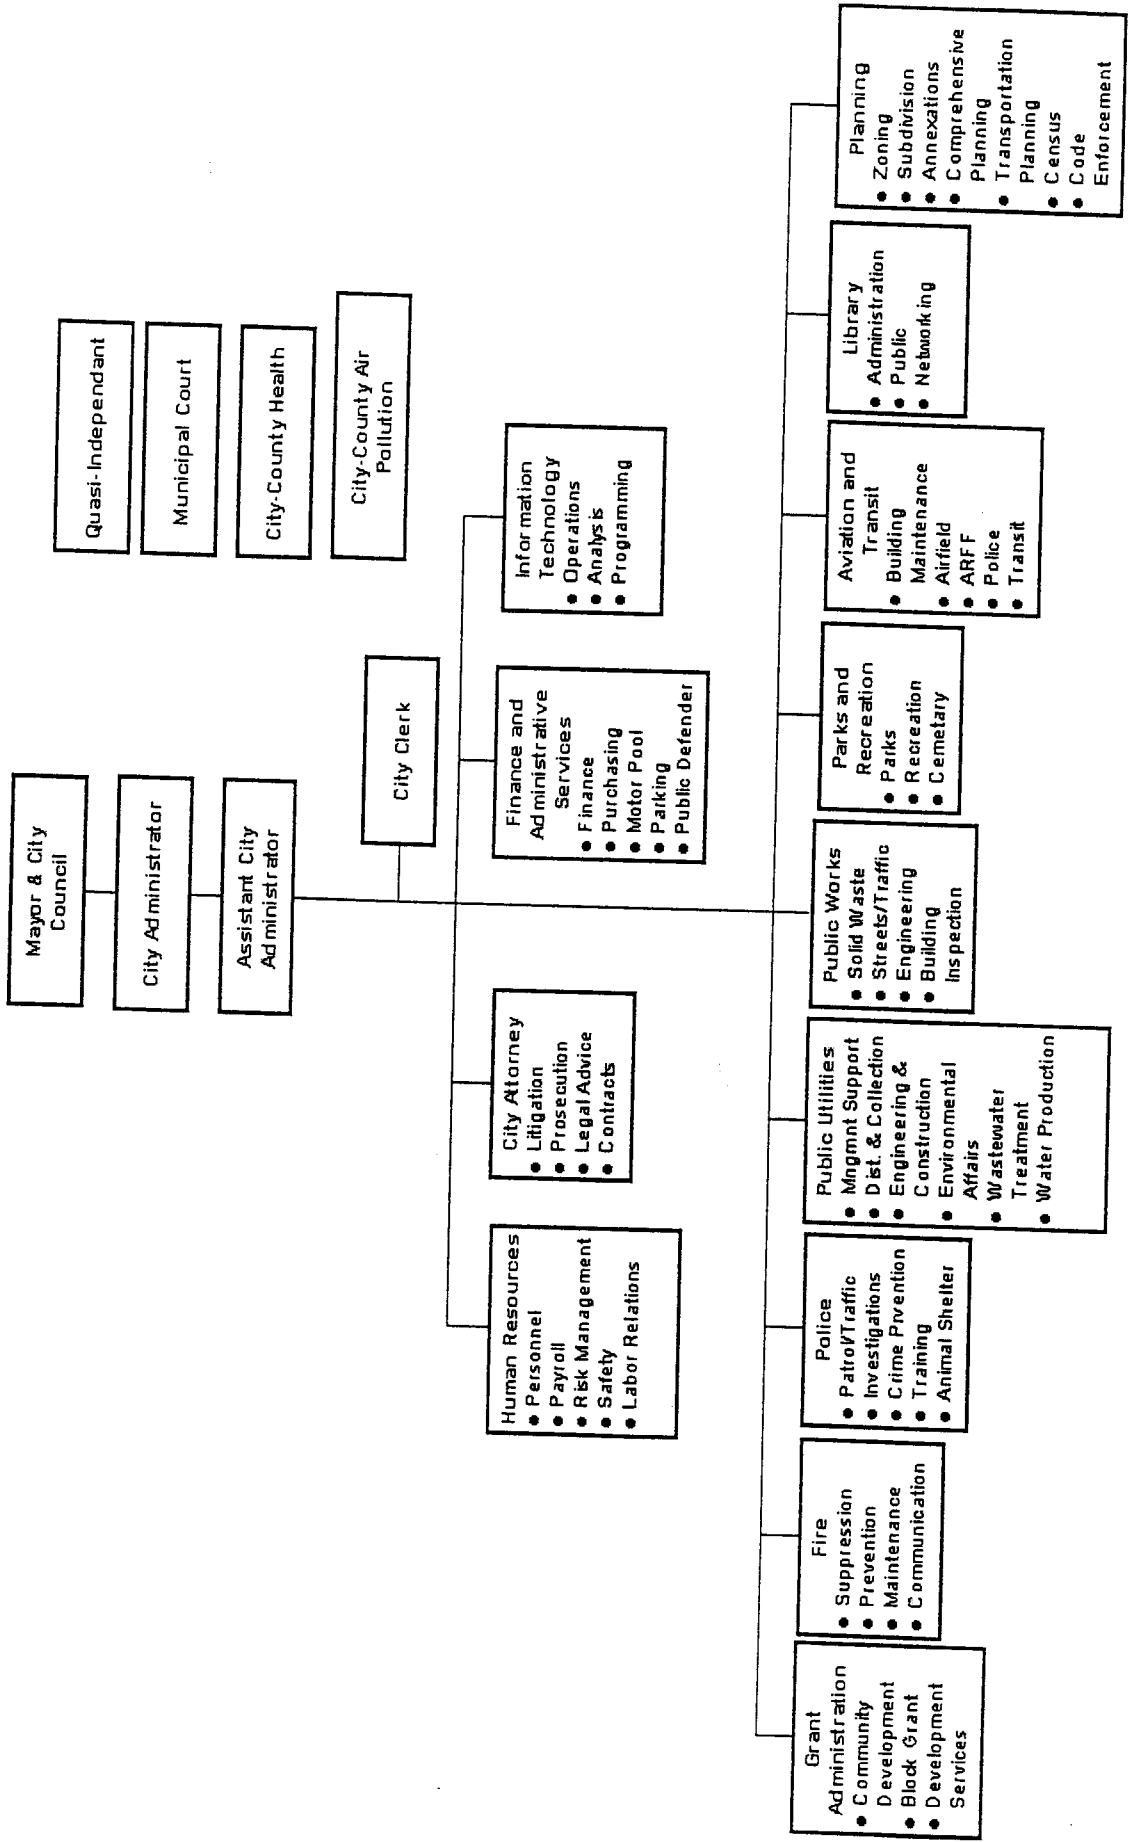 Mayor & City
Council
City Administrator
Assistant City
Administrator
City Clerk
Quasi-Independant
Municipal Court
City-County Health
City-County Air
Pollution
Human Resources
● Personnel
● Payroll
● Risk Management
● Safety
● Labor Relations
City Attorney
● Litigation
● Prosecution
● Legal Advice
● Contracts
Finance and
Administrative
Services
● Finance
● Purchasing
● Motor Pool
● Parking
● Public Defender
Information
Technology
● Operations
● Analysis
● Programming
Grant
Administration
● Community
Development
● Block Grant
● Development
Services
Fire
● Suppression
● Prevention
● Maintenance
● Communication
Police
● Patrol/Traffic
● Investigations
● Crime Prvention
● Training
● Animal Shelter
Public Utilities
● Mngmnt Support
● Dist. & Collection
● Engineering &
Construction
● Environmental
Affairs
● Wastewater
Treatment
● Water Production
Public Works
● Solid Waste
● Streets/Traffic
● Engineering
● Building
Inspection
Parks and
Recreation
● Parks
● Recreation
● Cemetary
Aviation and
Transit
● Building
Maintenance
● Airfield
● ARFF
● Police
● Transit
Library
● Administration
● Public
● Networking
Planning
● Zoning
● Subdivision
● Annexations
● Comprehensive
Planning
● Transportation
Planning
● Census
● Code
Enforcement